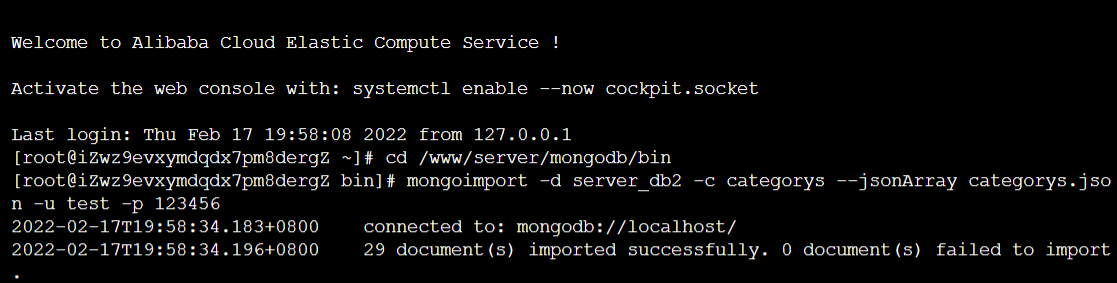 Welcome to Alibaba Cloud Elastic Compute Service !
Activate the web console with: systemctl enable --now cockpit.socket
Last login: Thu Feb 17 19:58:08 2022 from 127.0.0.1
[root@iZwz9evxymdqdx7pm8dergZ ~]# cd /www/server/mongodb/bin
[root@iZwz9evxymdqdx7pm8dergZ bin]# mongoimport -d server_db2 -c categorys --jsonArray categorys.jso
n -u test -p 123456
2022-02-17T19:58:34.183+0800    connected to: mongodb://localhost/
2022-02-17T19:58:34.196+0800    29 document(s) imported successfully. 0 document(s) failed to import
.